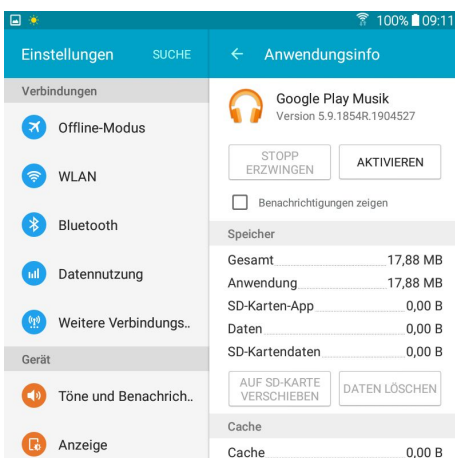 100% 09:11
Einstellungen SUCHE
Verbindungen
Offline-Modus
WLAN
Bluetooth
Datennutzung
Weitere Verbindungs..
Gerät
Töne und Benachrich..
Anzeige
Anwendungsinfo
Google Play Musik
Version 5.9.1854R.1904527
STOPP
ERZWINGEN
AKTIVIEREN
Benachrichtigungen zeigen
Speicher
Gesamt 17,88 MB
Anwendung 17,88 MB
SD-Karten-App 0,00 B
Daten 0,00 B
SD-Kartendaten 0,00 B
AUF SD-KARTE
VERSCHIEBEN
DATEN LÖSCHEN
Cache
Cache 0,00 B